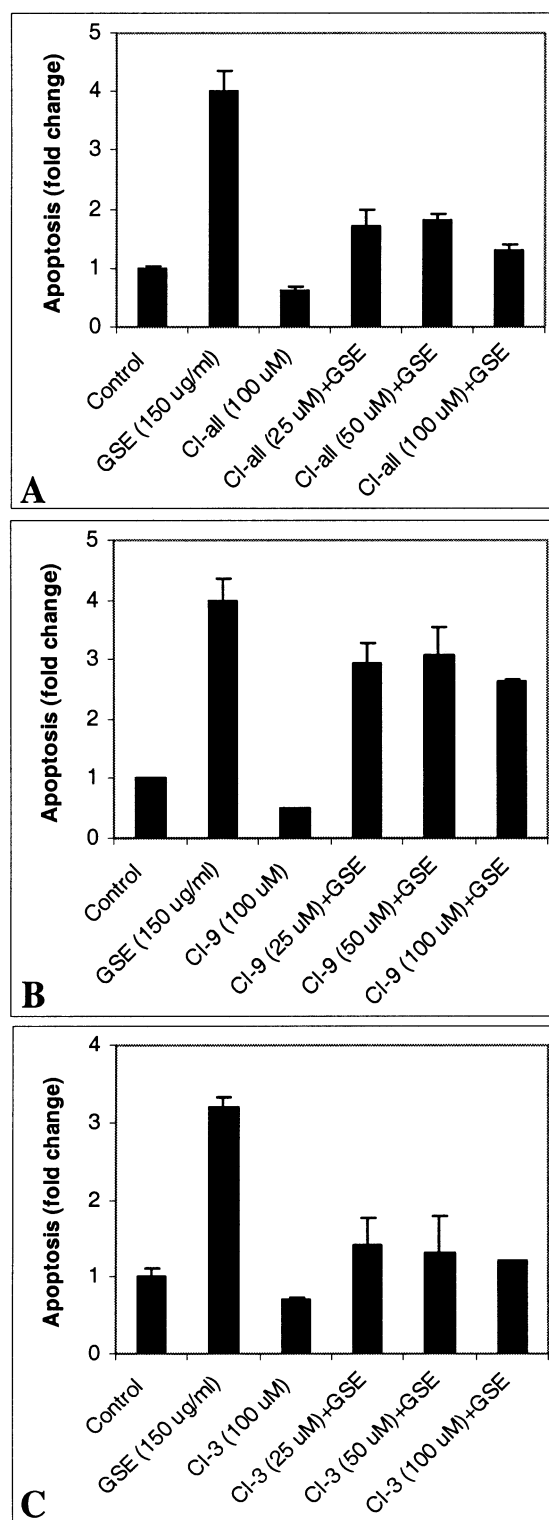 Apoptosis (fold change)
5
4
3
2
1
0
Control
GSE (150 ug/ml)
CI-all (100 uM)
CI-all (25 uM)+GSE
CI-all (50 uM)+GSE
CI-all (100 uM)+GSE
A
Apoptosis (fold change)
5
4
3
2
1
0
Control
GSE (150 ug/ml)
CI-9 (100 uM)
CI-9 (25 uM)+GSE
CI-9 (50 uM)+GSE
CI-9 (100 uM)+GSE
B
Apoptosis (fold change)
4
3
2
1
0
Control
GSE (150 ug/ml)
CI-3 (100 uM)
CI-3 (25 uM)+GSE
CI-3 (50 uM)+GSE
CI-3 (100 uM)+GSE
C